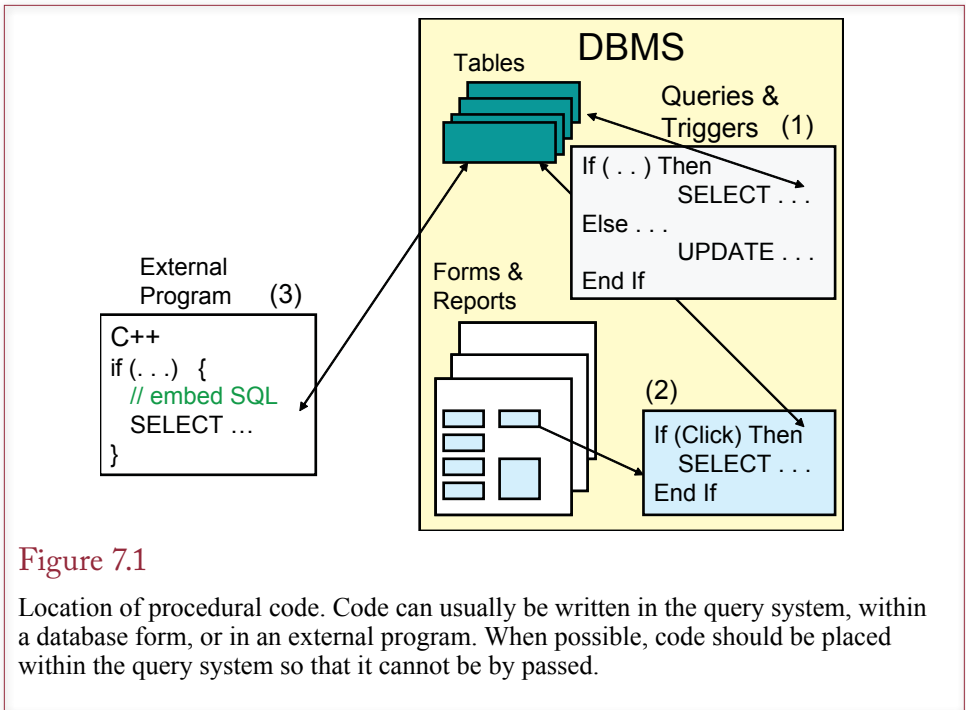 DBMS
Tables
Queries &
Triggers (1)
If ( . . ) Then
SELECT . . .
Else . . .
UPDATE . . .
End If
External
Program (3)
C++
if (. . .) {
// embed SQL
SELECT …
}
Forms &
Reports
(2)
If (Click) Then
SELECT . . .
End If
Figure 7.1
Location of procedural code. Code can usually be written in the query system, within
a database form, or in an external program. When possible, code should be placed
within the query system so that it cannot be by passed.